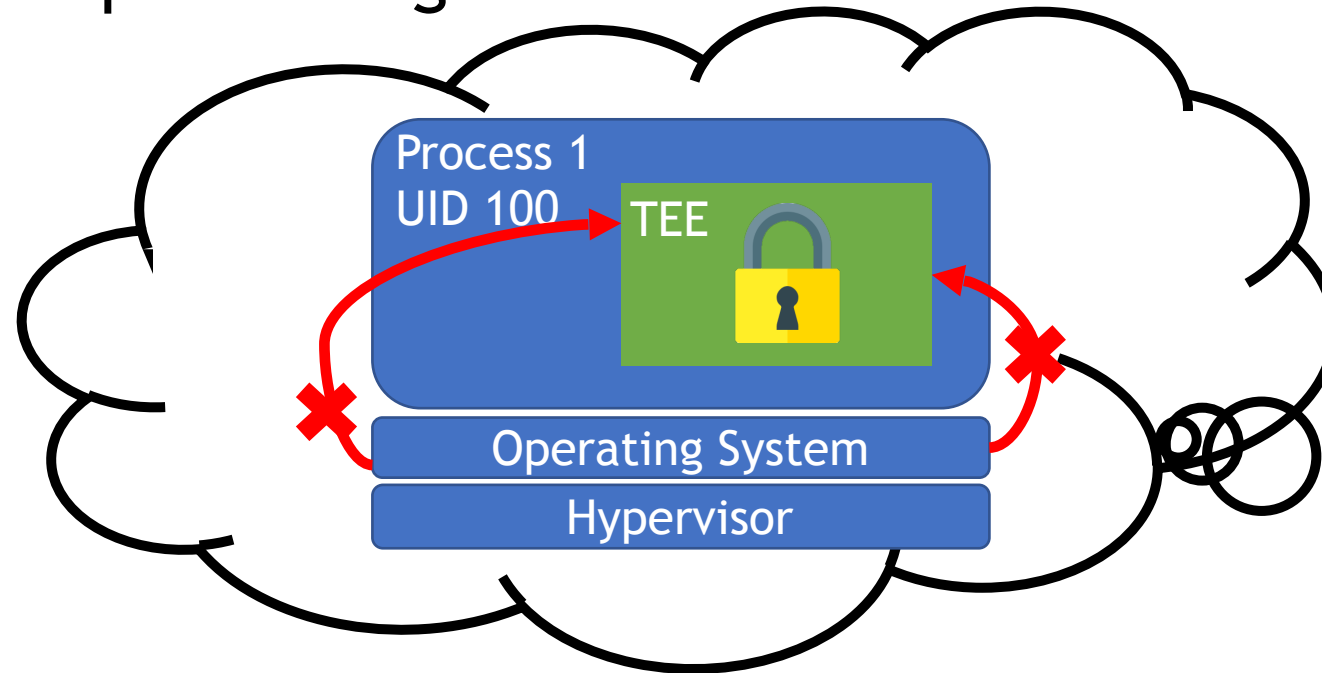 Process 1
UID 100
TEE
Operating System
Hypervisor